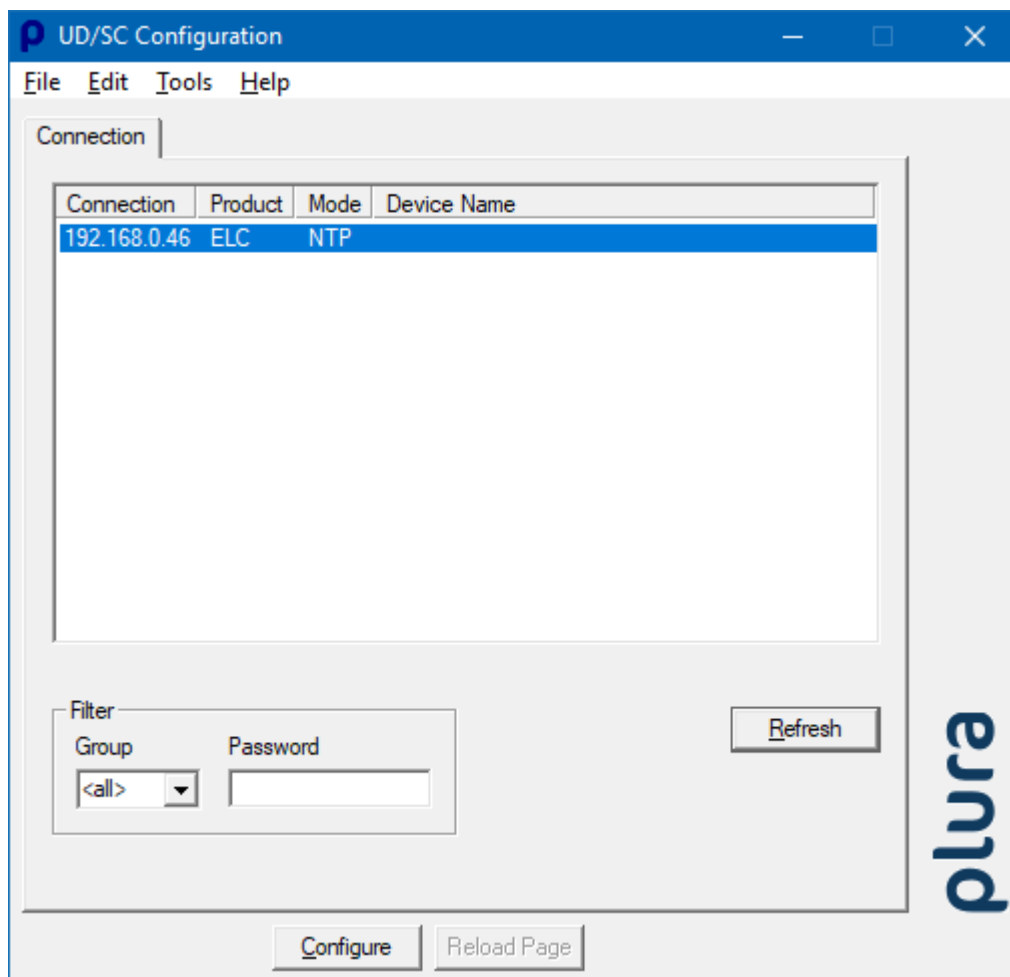 UD/SC Configuration
File Edit Tools Help
Connection
Connection Product Mode Device Name
192.168.0.46 ELC NTP
Filter
Group Password
<all>
Refresh
plura
Configure Reload Page